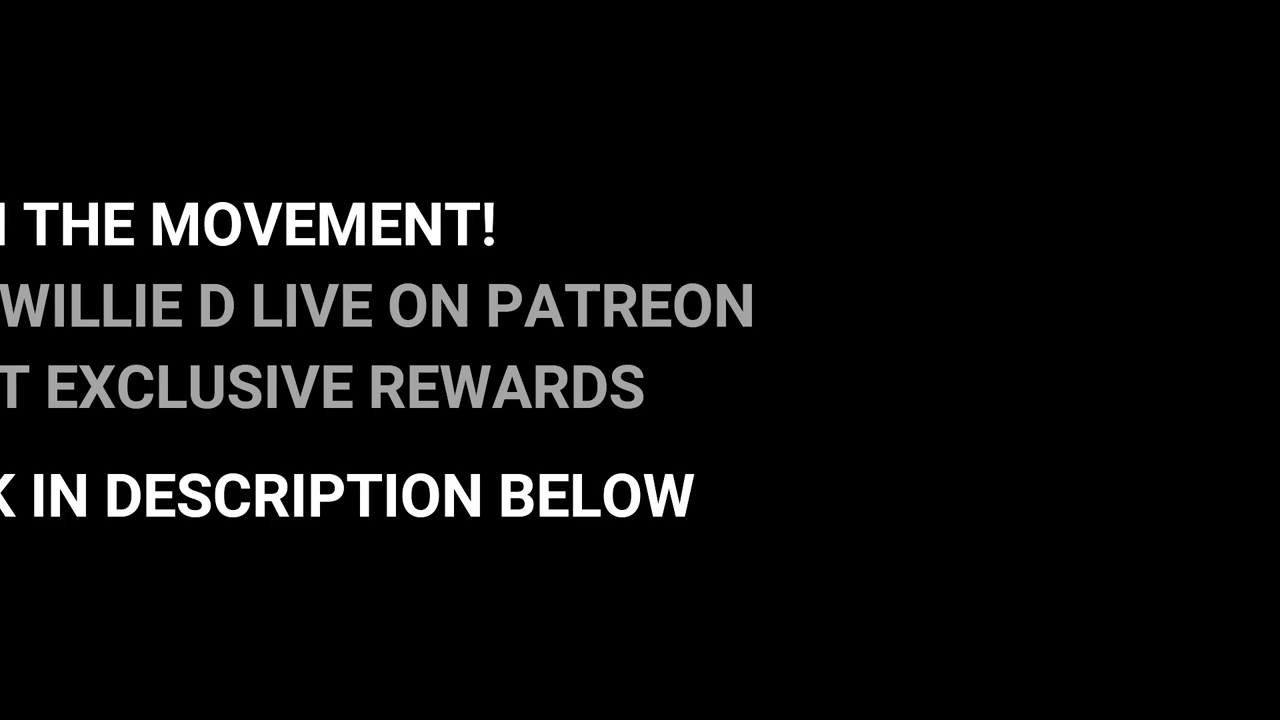 THE MOVEMENT!
WILLIE D LIVE ON PATREON
EXCLUSIVE REWARDS
IN DESCRIPTION BELOW